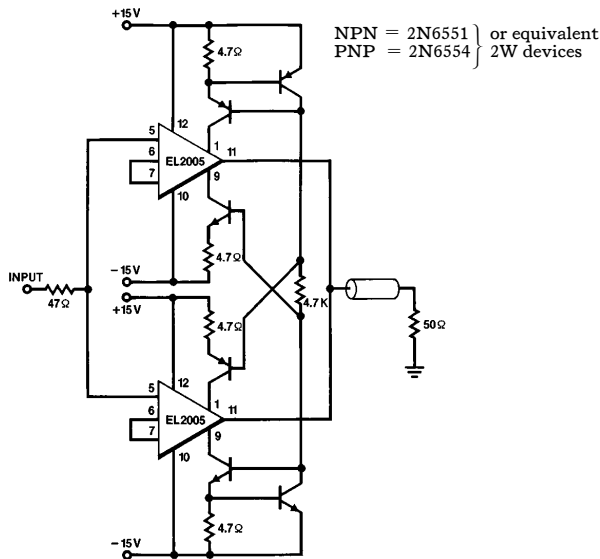 +15V
NPN = 2N6551 } or equivalent
PNP = 2N6554 } 2W devices
4.7Ω
12
5
6
7
EL2005
1
11
9
10
4.7Ω
−15V
INPUT
47Ω
+15V
4.7K
4.7Ω
50Ω
12
5
6
7
EL2005
1
11
9
10
4.7Ω
−15V